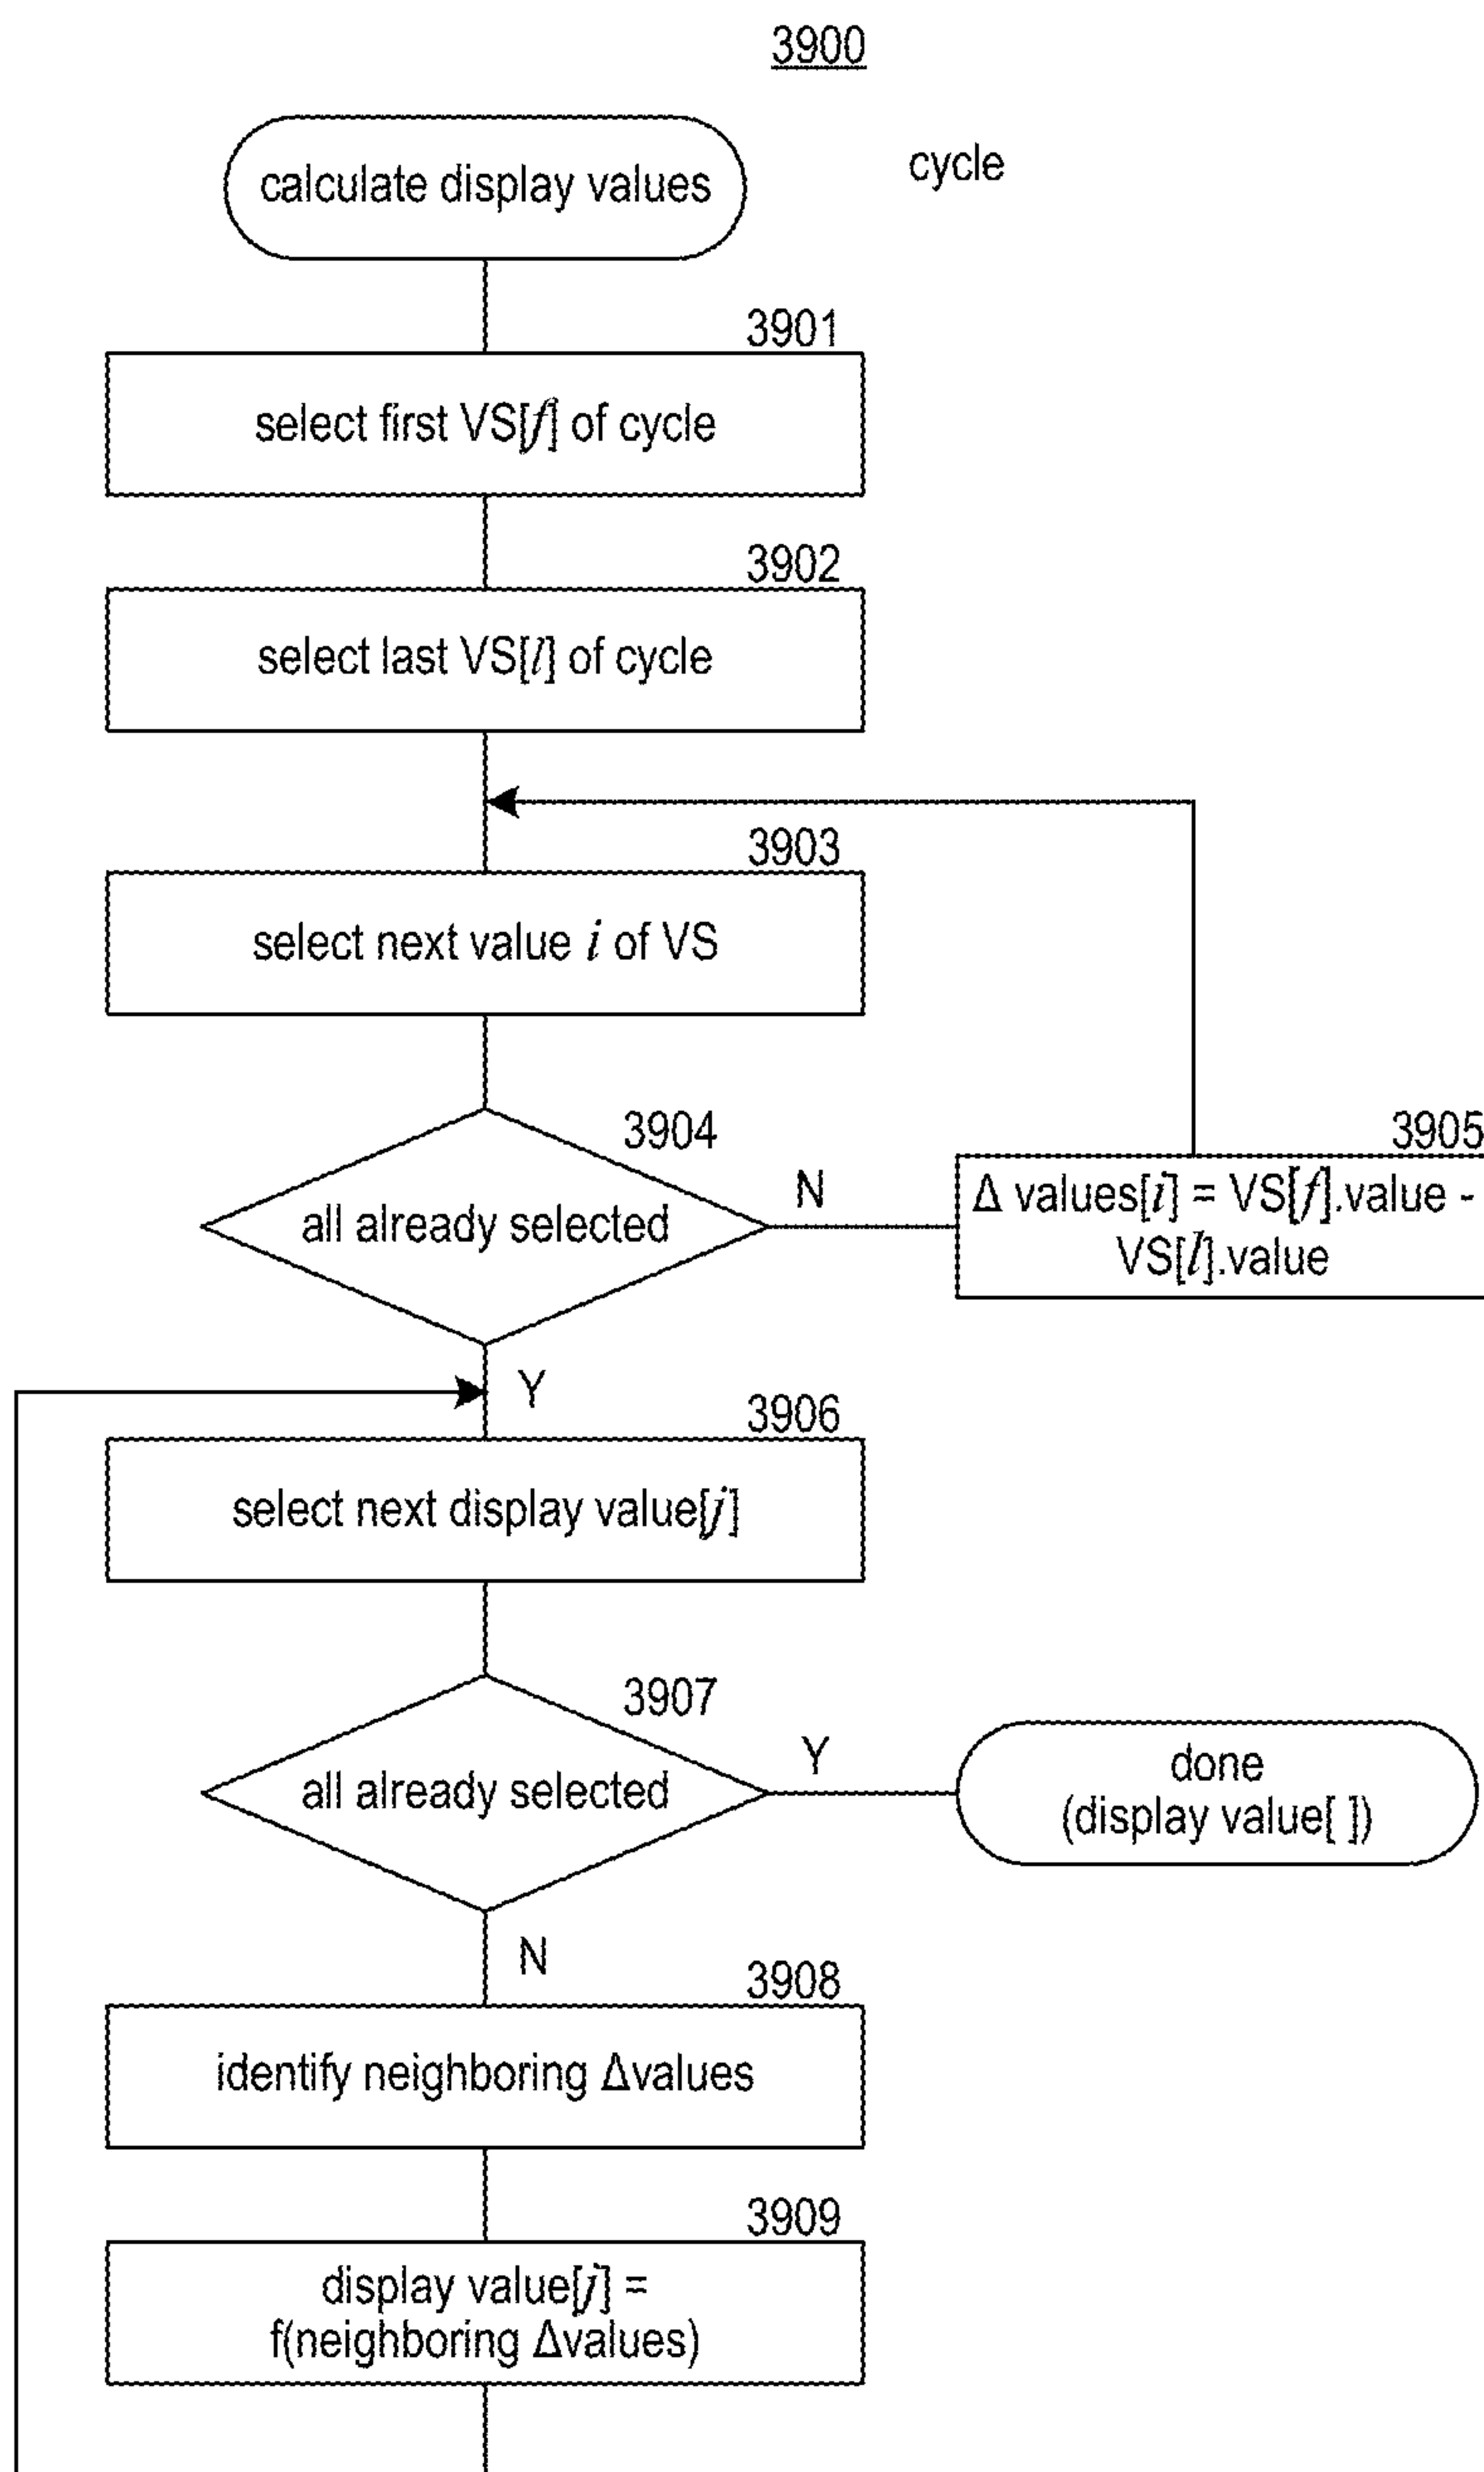 3900
calculate display values
cycle
3901
select first VS[f] of cycle
3902
select last VS[l] of cycle
3903
select next value i of VS
3904
all already selected
N
3905
Δ values[i] = VS[f].value -
VS[l].value
Y
3906
select next display value[j]
3907
all already selected
Y
done
(display value[ ])
N
3908
identify neighboring Δvalues
3909
display value[j] =
f(neighboring Δvalues)